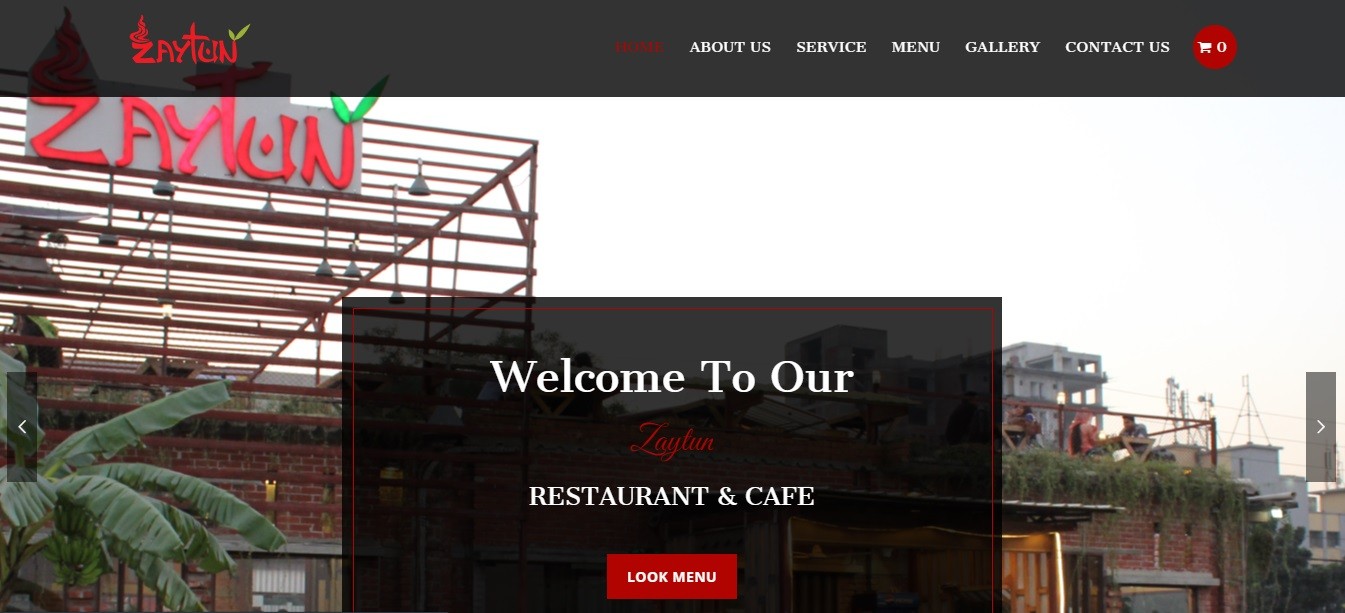 ZAYTUN
HOME ABOUT US SERVICE MENU GALLERY CONTACT US 0
ZAYTUN
Welcome To Our
Zaytun
RESTAURANT & CAFE
LOOK MENU